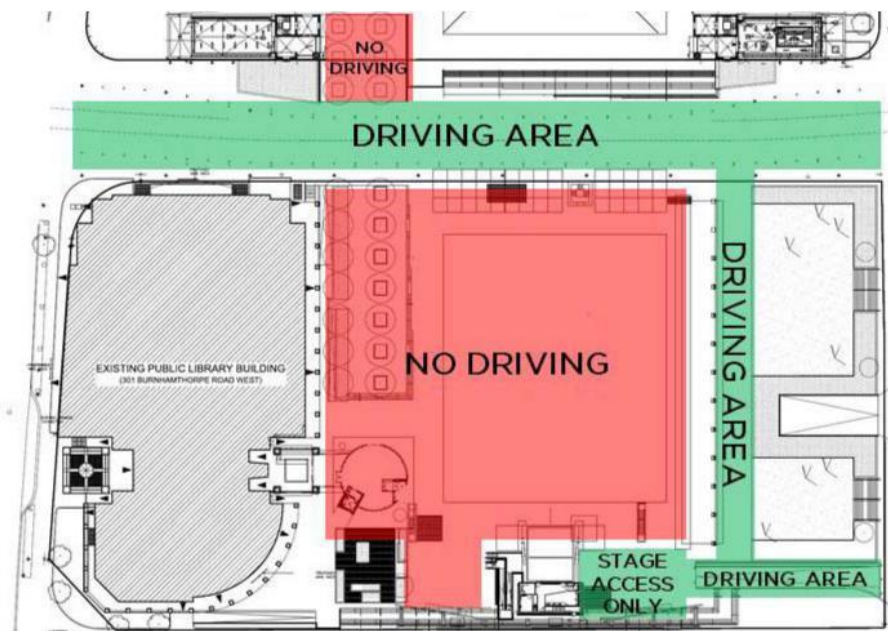 NO
DRIVING
DRIVING AREA
EXISTING PUBLIC LIBRARY BUILDING
(301 BURNHAMTHORPE ROAD WEST)
NO DRIVING
DRIVING AREA
STAGE
ACCESS
ONLY
DRIVING AREA